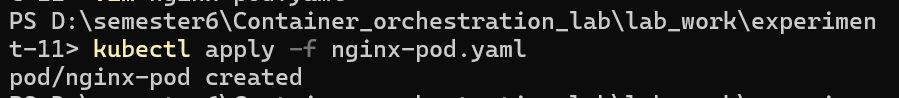 PS D:\semester6\Container_orchestration_lab\lab_work\experimen
t-11> kubectl apply -f nginx-pod.yaml
pod/nginx-pod created